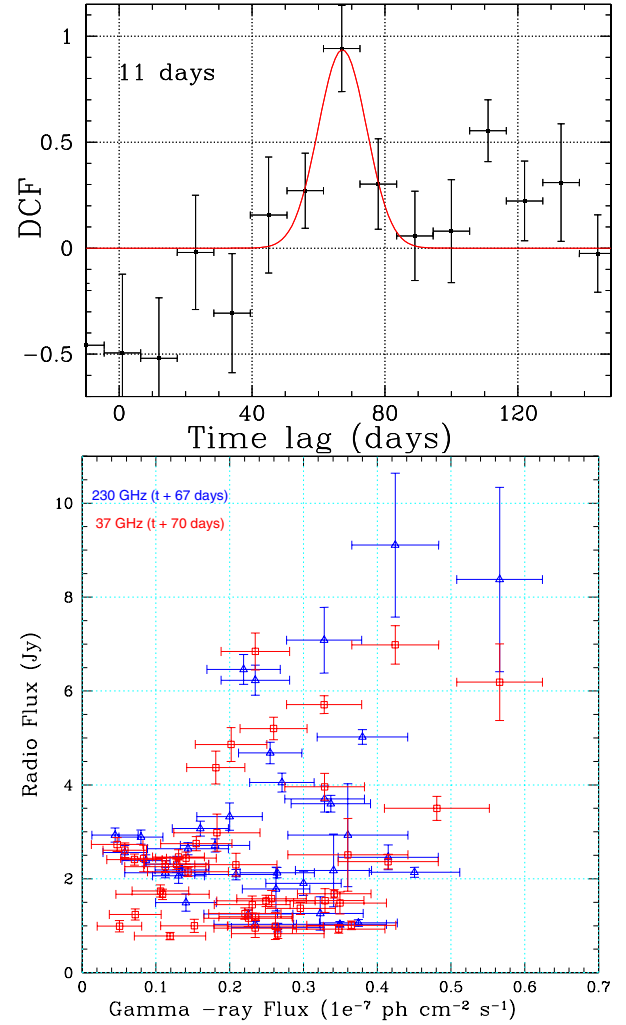 1
11 days
0.5
DCF
0
−0.5
0 40 80 120
Time lag (days)
230 GHz (t + 67 days)
37 GHz (t + 70 days)
10
8
6
Radio Flux (Jy)
4
2
0
0 0.1 0.2 0.3 0.4 0.5 0.6 0.7
Gamma −ray Flux (1e⁻⁷ ph cm⁻² s⁻¹)